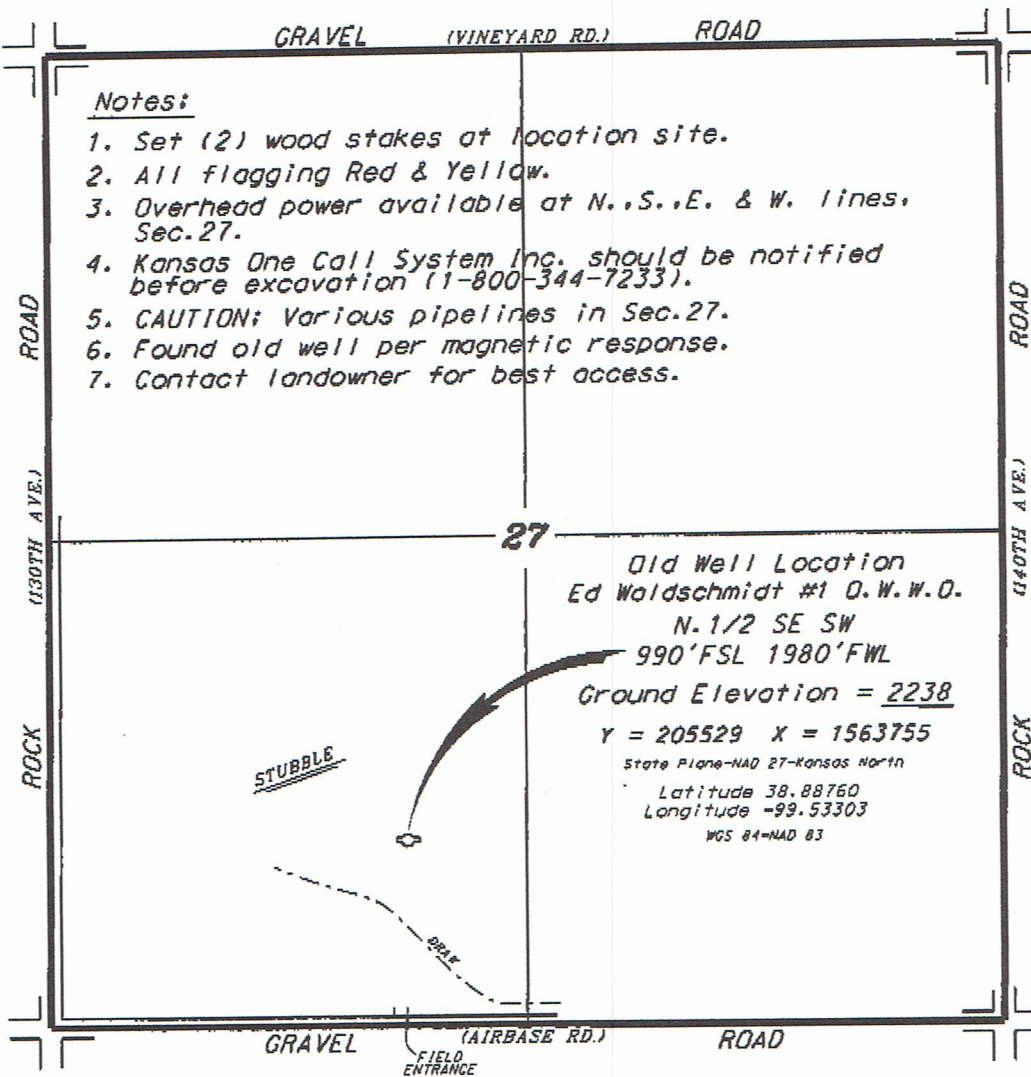 GRAVEL (VINEYARD RD.) ROAD
Notes:
1. Set (2) wood stakes at location site.
2. All flagging Red & Yellow.
3. Overhead power available at N.,S.,E. & W. lines,
Sec.27.
4. Kansas One Call System Inc. should be notified
before excavation (1-800-344-7233).
5. CAUTION: Various pipelines in Sec.27.
6. Found old well per magnetic response.
7. Contact landowner for best access.
ROAD
(130TH AVE.)
ROCK
ROAD
(140TH AVE.)
ROCK
27
Old Well Location
Ed Waldschmidt #1 O.W.W.O.
N.1/2 SE SW
990'FSL 1980'FWL
Ground Elevation = 2238
Y = 205529 X = 1563755
State Plane-NAD 27-Kansas North
Latitude 38.88760
Longitude -99.53303
WGS 84=NAD 83
STUBBLE
DRAW
GRAVEL (AIRBASE RD.) ROAD
FIELD
ENTRANCE